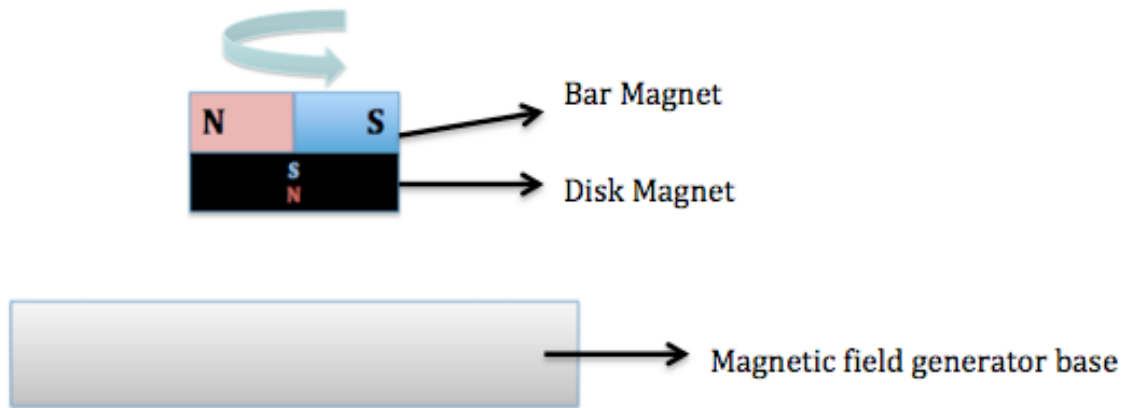 Bar Magnet
N S
S
N
Disk Magnet
Magnetic field generator base